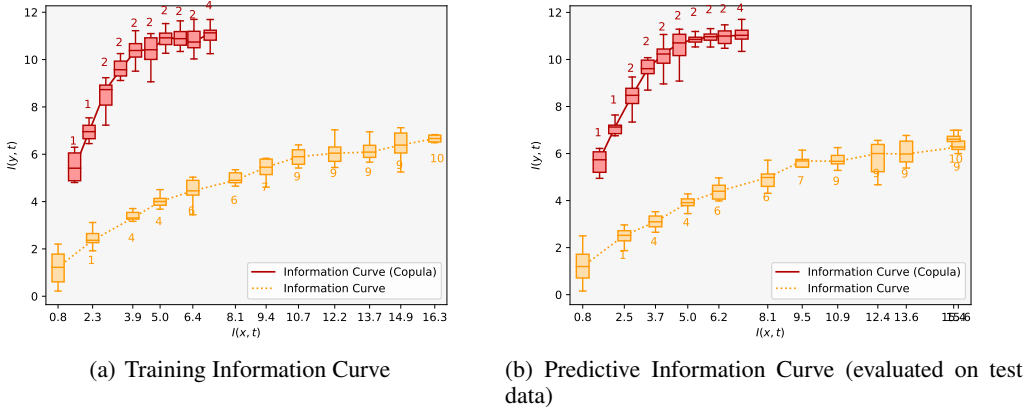 1 1 2 2 2 2 2 2 2 4
12
10
8
6
4
2
0
I(y, t)
1 4 4 6 6 7 9 9 9 9 10
Information Curve (Copula)
Information Curve
0.8 2.3 3.9 5.0 6.4 8.1 9.4 10.7 12.2 13.7 14.9 16.3
I(x, t)
(a) Training Information Curve
1 1 2 2 2 2 2 2 2 4
12
10
8
6
4
2
0
I(y, t)
1 4 4 6 6 7 9 9 9 10 9
Information Curve (Copula)
Information Curve
0.8 2.5 3.7 5.0 6.2 8.1 9.5 10.9 12.4 13.6 15.4
I(x, t)
(b) Predictive Information Curve (evaluated on test
data)